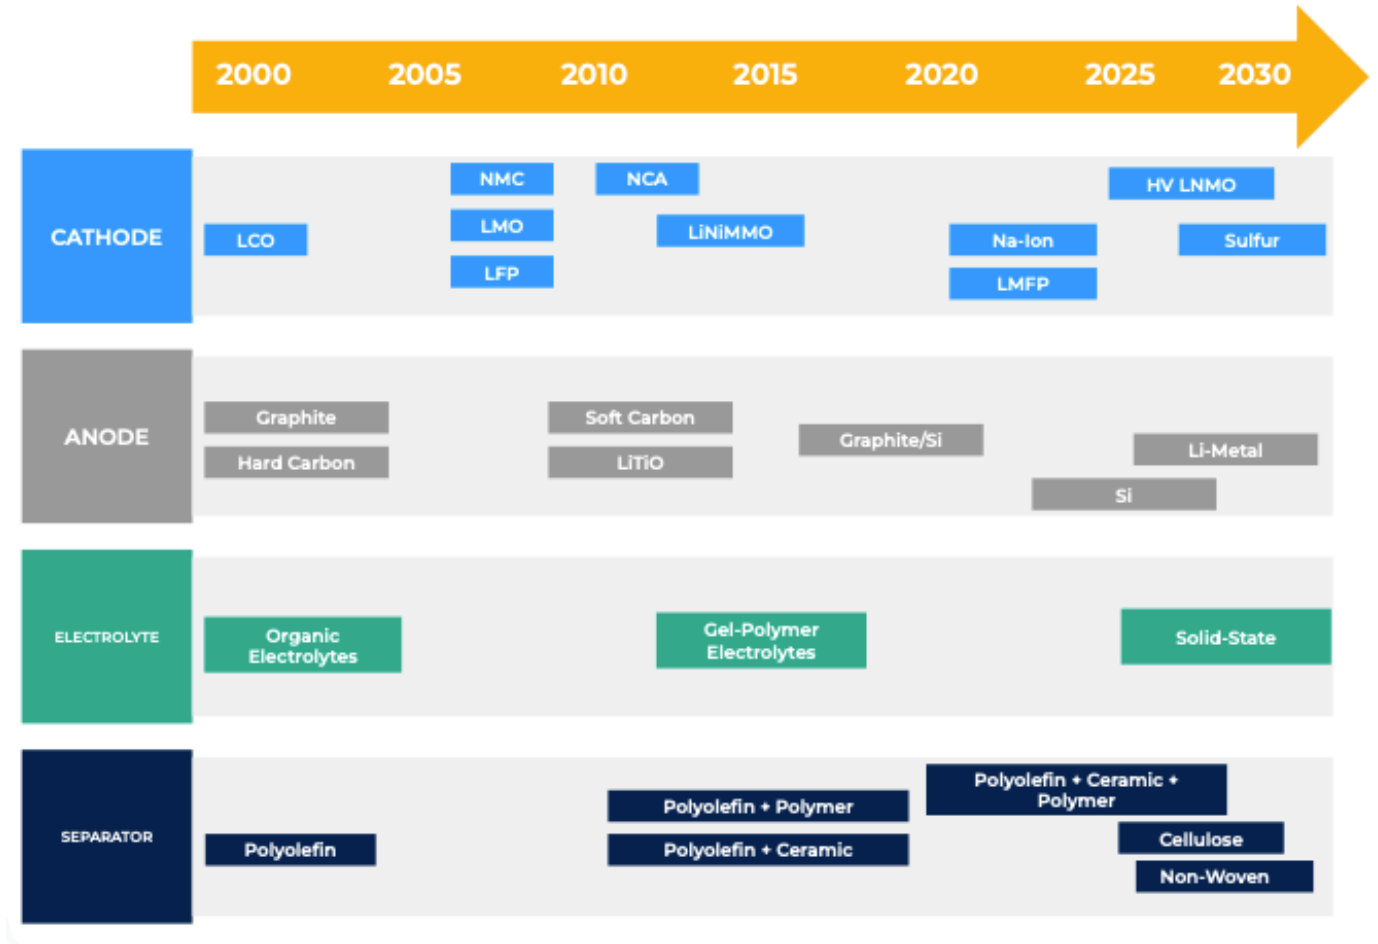 2000 2005 2010 2015 2020 2025 2030
CATHODE
NMC
NCA
HV LNMO
LMO
LiNiMMO
LCO
Na-Ion
Sulfur
LFP
LMFP
ANODE
Graphite
Soft Carbon
Graphite/Si
Hard Carbon
LiTiO
Li-Metal
Si
ELECTROLYTE
Organic
Electrolytes
Gel-Polymer
Electrolytes
Solid-State
SEPARATOR
Polyolefin
Polyolefin + Polymer
Polyolefin + Ceramic
Polyolefin + Ceramic +
Polymer
Cellulose
Non-Woven